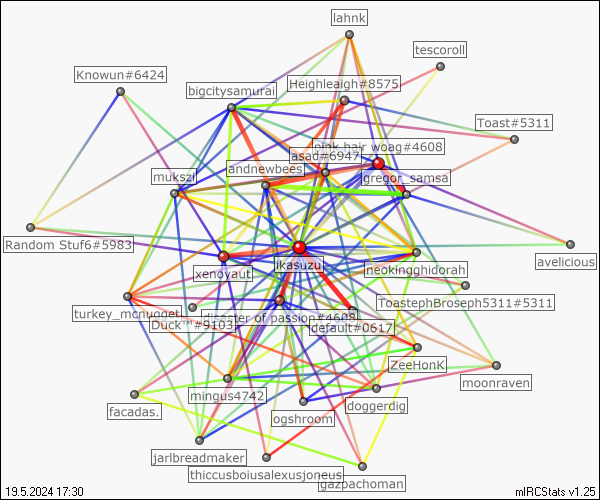 lahnk
tescoroll
Knowun#6424
Heighleaigh#8575
bigcitysamurai
Toast#5311
pink hair woag#4608
asad#6947
andnewbees
mukszi
gregor_samsa
Random Stuf6#5983
avelicious
ikasuzu
xenoyaut
neokingghidorah
ToastephBroseph5311#5311
turkey_mcnugget
disaster of passion#4608
Duck™#9103
default#0617
ZeeHonK
moonraven
mingus4742
doggerdig
facadas.
ogshroom
jarlbreadmaker
thiccusboiusalexusjoneus
gazpachoman
19.5.2024 17:30
mIRCStats v1.25